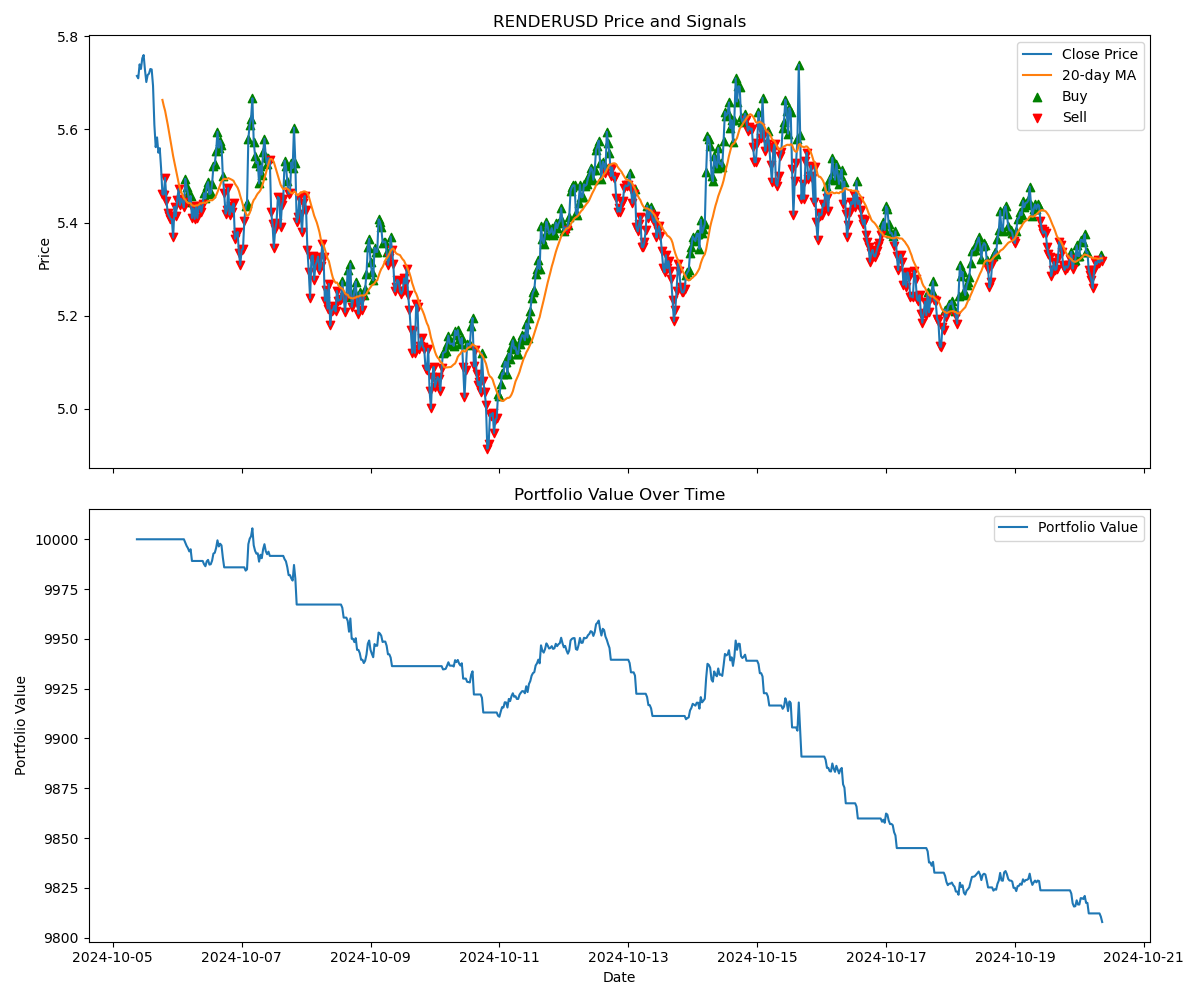 RENDERUSD Price and Signals
5.8
5.6
5.4
5.2
5.0
Price
Close Price
20-day MA
Buy
Sell
Portfolio Value Over Time
10000
9975
9950
9925
9900
9875
9850
9825
9800
Portfolio Value
Portfolio Value
2024-10-05 2024-10-07 2024-10-09 2024-10-11 2024-10-13 2024-10-15 2024-10-17 2024-10-19 2024-10-21
Date